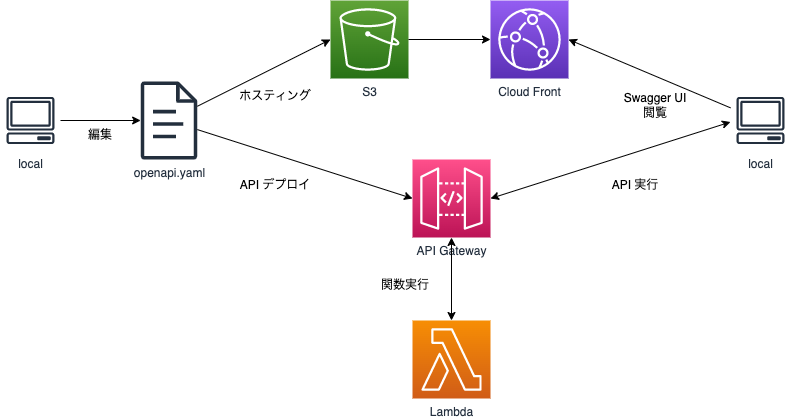 S3
Cloud Front
ホスティング
Swagger UI
閲覧
編集
local
openapi.yaml
local
API デプロイ
API 実行
</>
API Gateway
関数実行
Lambda